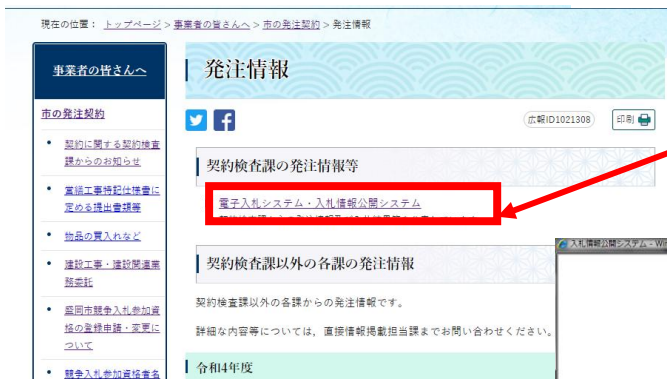 現在の位置： トップページ > 事業者の皆さんへ > 市の発注契約 > 発注情報
事業者の皆さんへ
市の発注契約
契約に関する契約検査
課からのお知らせ
営繕工事特記仕様書に
定める提出書類等
物品の買入れなど
建設工事・建設関連業
務委託
盛岡市競争入札参加資
格の登録申請・変更に
ついて
競争入札参加資格者名
発注情報
広報ID1021308
印刷
契約検査課の発注情報等
電子入札システム・入札情報公開システム
契約検査課以外の各課の発注情報
契約検査課以外の各課からの発注情報です。
詳細な内容等については，直接情報掲載担当課までお問い合わせください。
令和4年度
入札情報公開システム - Wi